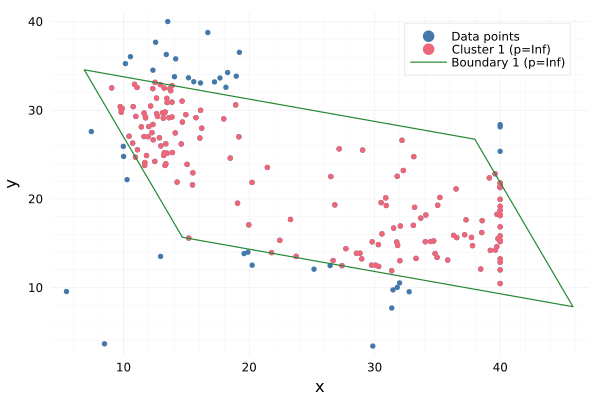 40
Data points
Cluster 1 (p=Inf)
Boundary 1 (p=Inf)
30
y
20
10
10 20 30 40
x